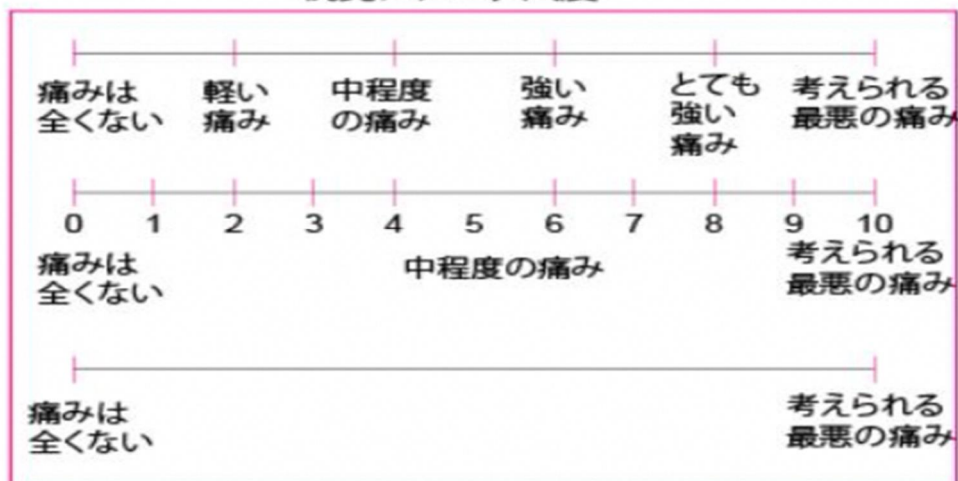 痛みは
全くない
軽い
痛み
中程度
の痛み
強い
痛み
とても
強い
痛み
考えられる
最悪の痛み
0 1 2 3 4 5 6 7 8 9 10
痛みは
全くない
中程度の痛み
考えられる
最悪の痛み
痛みは
全くない
考えられる
最悪の痛み